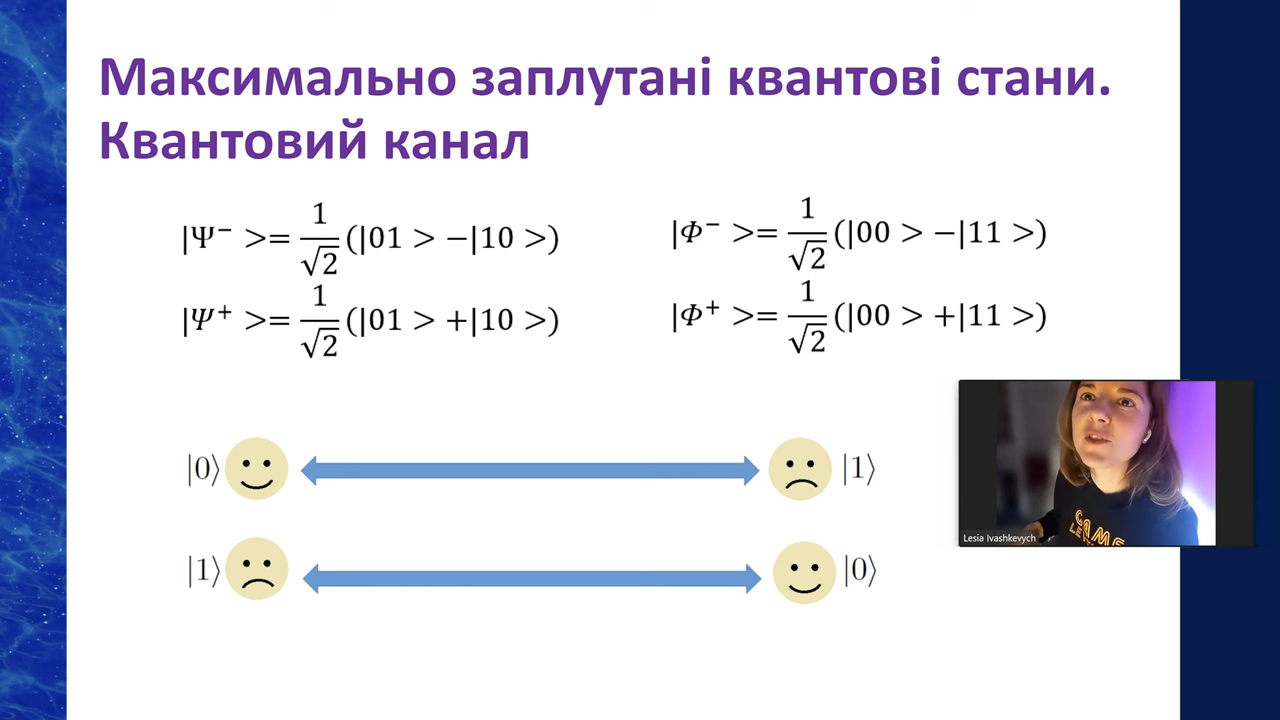 Максимально заплутані квантові стани.
Квантовий канал
|Ψ⁻ >= 1/√2 (|01 > −|10 >)
|Φ⁻ >= 1/√2 (|00 > −|11 >)
|Ψ⁺ >= 1/√2 (|01 > +|10 >)
|Φ⁺ >= 1/√2 (|00 > +|11 >)
|0⟩ |1⟩
|1⟩ |0⟩
GAME
Lesia Ivashkevych